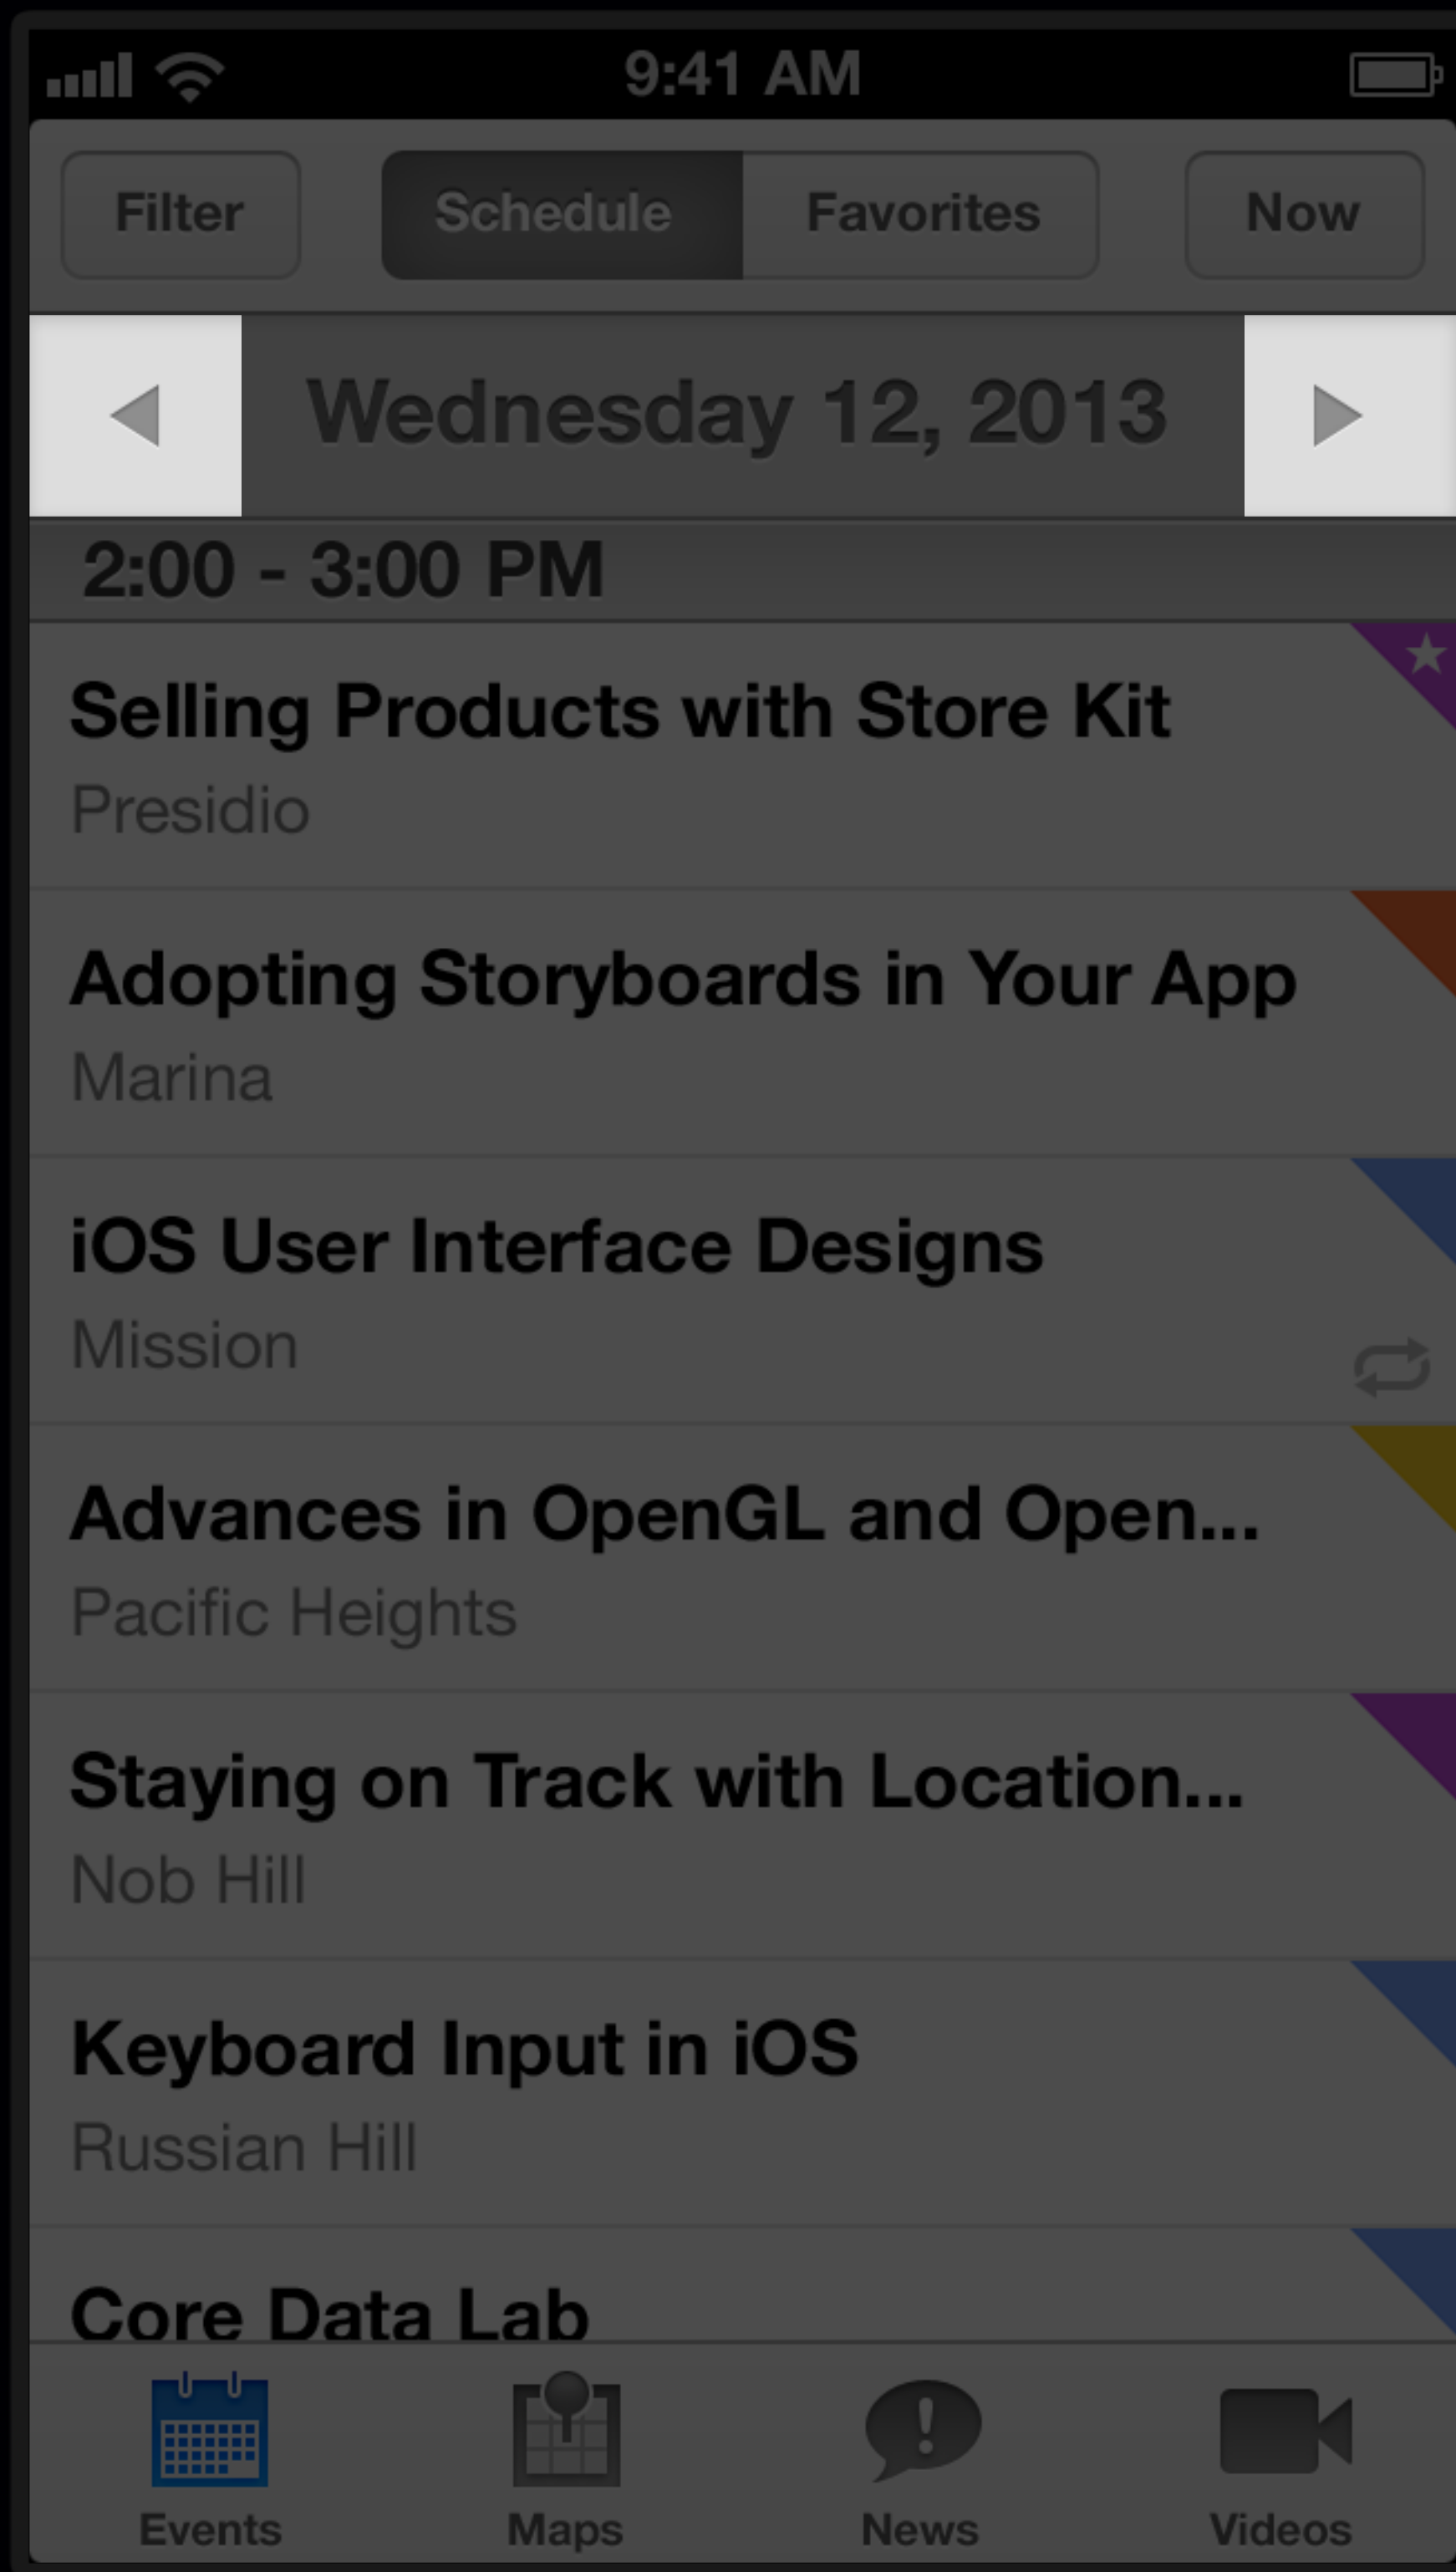 9:41 AM
Filter Schedule Favorites Now
Wednesday 12, 2013
2:00 - 3:00 PM
Selling Products with Store Kit
Presidio
Adopting Storyboards in Your App
Marina
iOS User Interface Designs
Mission
Advances in OpenGL and Open...
Pacific Heights
Staying on Track with Location...
Nob Hill
Keyboard Input in iOS
Russian Hill
Core Data Lab
Events Maps News Videos